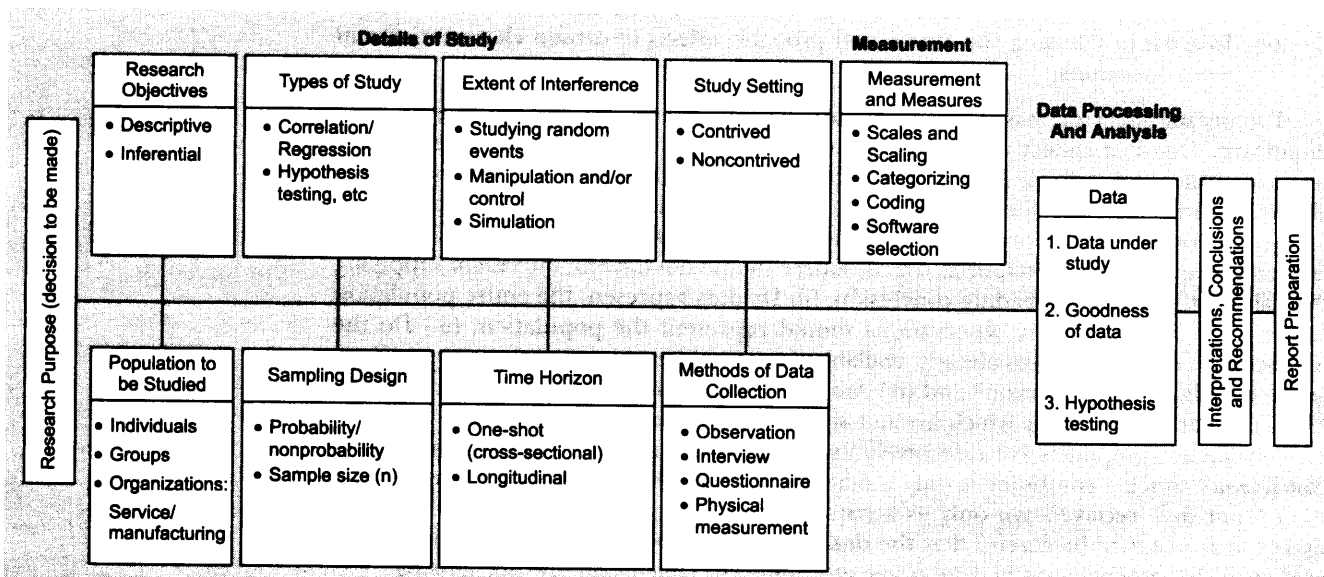 Details of Study
Measurement
Research
Objectives
• Descriptive
• Inferential
Types of Study
• Correlation/
Regression
• Hypothesis
testing, etc
Extent of Interference
• Studying random
events
• Manipulation and/or
control
• Simulation
Study Setting
• Contrived
• Noncontrived
Measurement
and Measures
• Scales and
Scaling
• Categorizing
• Coding
• Software
selection
Research Purpose (decision to be made)
Population to
be Studied
• Individuals
• Groups
• Organizations:
Service/
manufacturing
Sampling Design
• Probability/
nonprobability
• Sample size (n)
Time Horizon
• One-shot
(cross-sectional)
• Longitudinal
Methods of Data
Collection
• Observation
• Interview
• Questionnaire
• Physical
measurement
Data Processing
And Analysis
Data
1. Data under
study
2. Goodness
of data
3. Hypothesis
testing
Interpretations, Conclusions
and Recommendations
Report Preparation